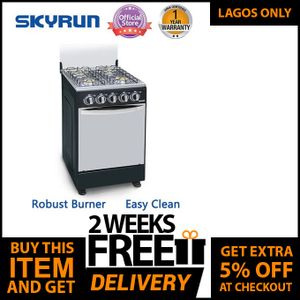 SKYRUN
Official Store
1 YEAR WARRANTY
LAGOS ONLY
Robust Burner Easy Clean
2 WEEKS
FREE
DELIVERY
BUY THIS
ITEM
AND GET
GET EXTRA
5% OFF
AT CHECKOUT